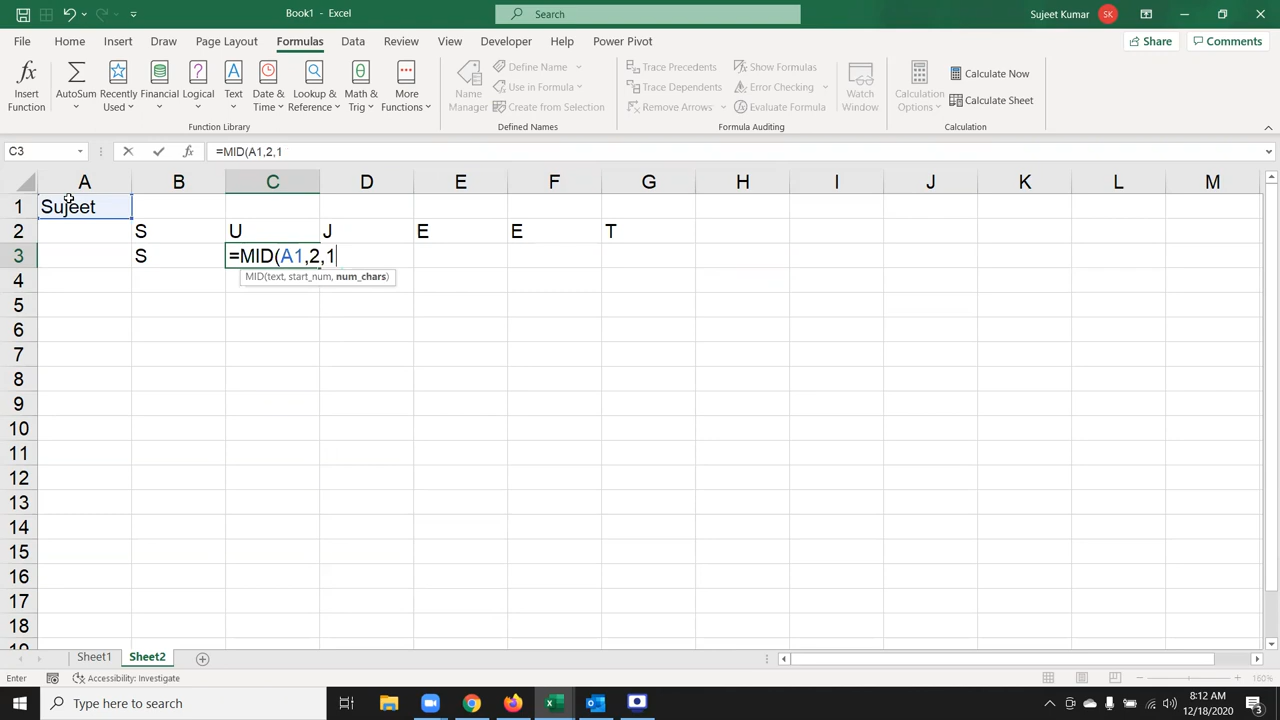 Book1 - Excel
Search
Sujeet Kumar
SK
File Home Insert Draw Page Layout Formulas Data Review View Developer Help Power Pivot
Share
Comments
fx
Insert Function
AutoSum
Recently Used
Financial
Logical
Text
Date & Time
Lookup & Reference
Math & Trig
More Functions
Function Library
Name Manager
Define Name
Use in Formula
Create from Selection
Defined Names
Trace Precedents
Trace Dependents
Remove Arrows
Show Formulas
Error Checking
Evaluate Formula
Formula Auditing
Watch Window
Calculation Options
Calculate Now
Calculate Sheet
Calculation
C3
fx
=MID(A1,2,1
A B C D E F G H I J K L M
1 Sujeet
2 S U J E E T
3 S =MID(A1,2,1
MID(text, start_num, num_chars)
4
5
6
7
8
9
10
11
12
13
14
15
16
17
18
19
Sheet1 Sheet2
Enter
Accessibility: Investigate
160%
Type here to search
8:12 AM
12/18/2020
3